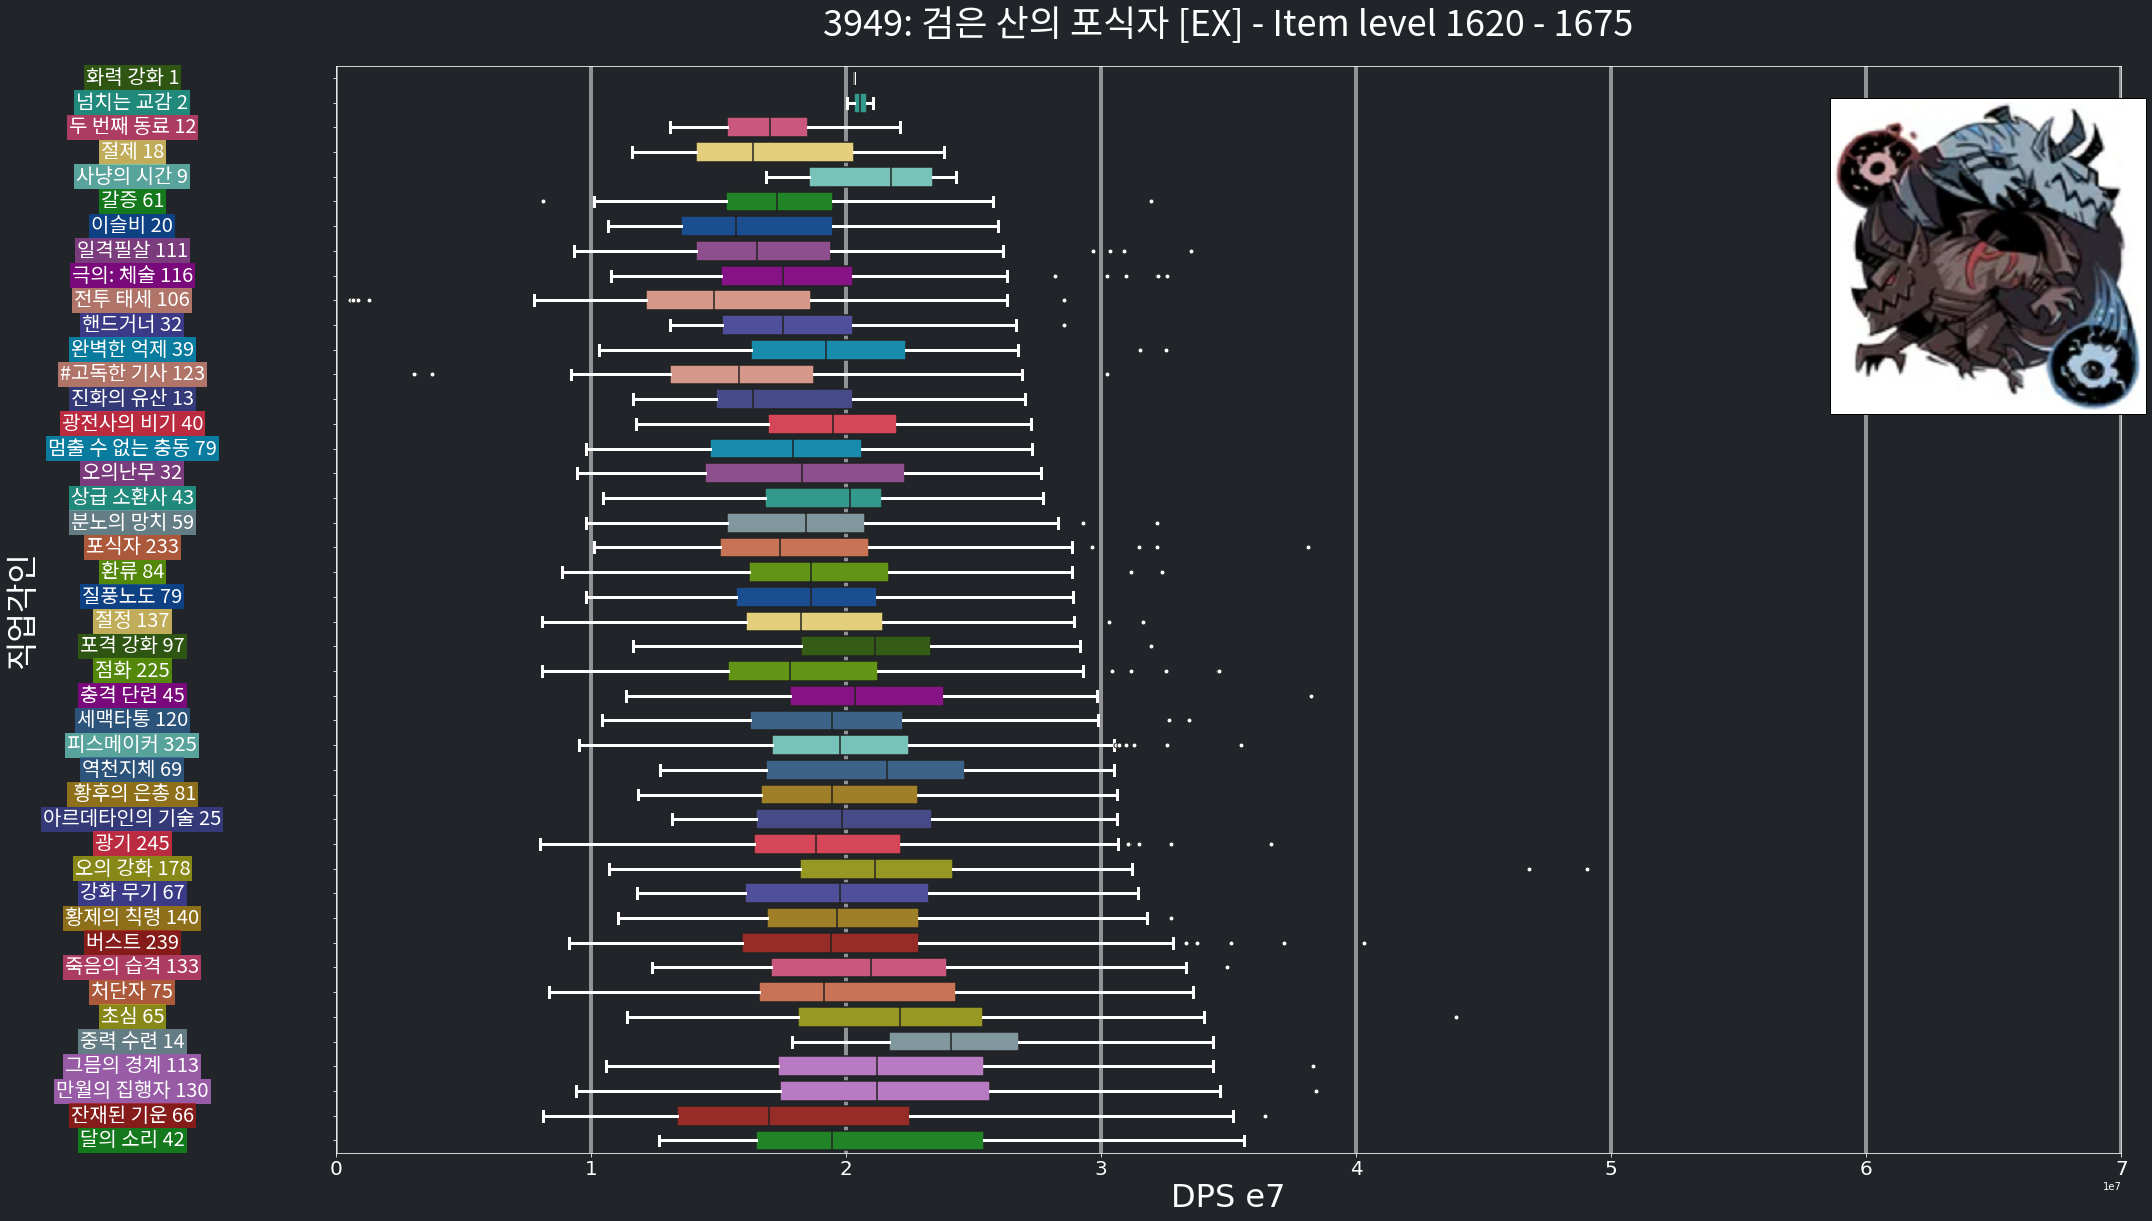 3949: 검은 산의 포식자 [EX] - Item level 1620 - 1675
직업각인
화력 강화 1
넘치는 교감 2
두 번째 동료 12
절제 18
사냥의 시간 9
갈증 61
이슬비 20
일격필살 111
극의: 체술 116
전투 태세 106
핸드거너 32
완벽한 억제 39
#고독한 기사 123
진화의 유산 13
광전사의 비기 40
멈출 수 없는 충동 79
오의난무 32
상급 소환사 43
분노의 망치 59
포식자 233
환류 84
질풍노도 79
절정 137
포격 강화 97
점화 225
충격 단련 45
세맥타통 120
피스메이커 325
역천지체 69
황후의 은총 81
아르데타인의 기술 25
광기 245
오의 강화 178
강화 무기 67
황제의 칙령 140
버스트 239
죽음의 습격 133
처단자 75
초심 65
중력 수련 14
그믐의 경계 113
만월의 집행자 130
잔재된 기운 66
달의 소리 42
0 1 2 3 4 5 6 7
1e7
DPS e7